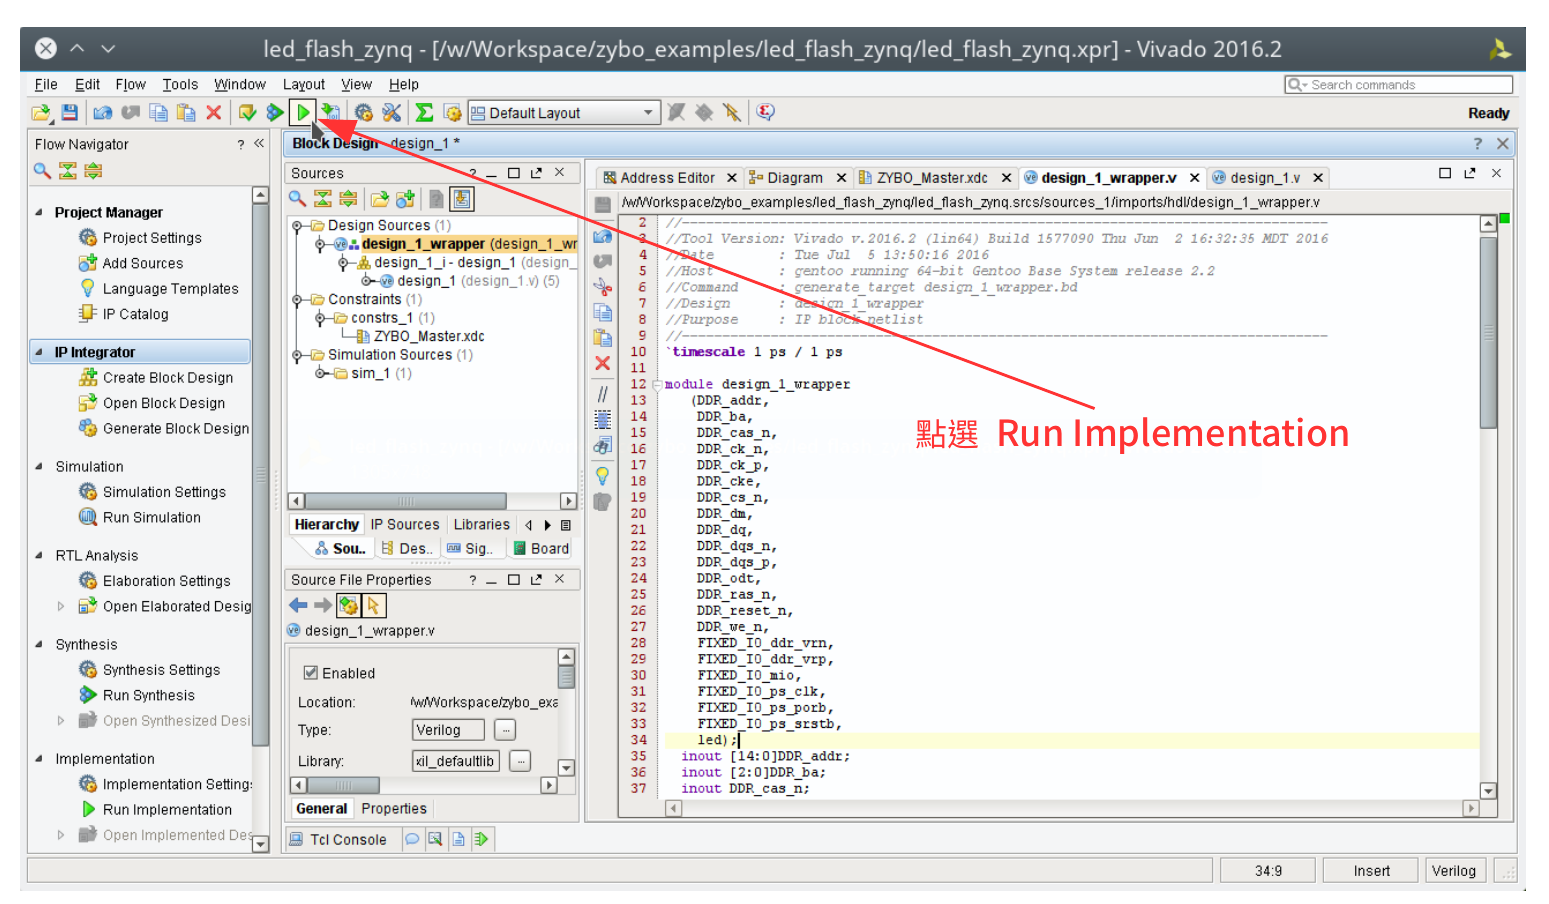 led_flash_zynq - [/w/Workspace/zybo_examples/led_flash_zynq/led_flash_zynq.xpr] - Vivado 2016.2
File Edit Flow Tools Window Layout View Help
Search commands
Default Layout
Ready
Flow Navigator
Project Manager
Project Settings
Add Sources
Language Templates
IP Catalog
IP Integrator
Create Block Design
Open Block Design
Generate Block Design
Simulation
Simulation Settings
Run Simulation
RTL Analysis
Elaboration Settings
Open Elaborated Desig
Synthesis
Synthesis Settings
Run Synthesis
Open Synthesized Desi
Implementation
Implementation Setting
Run Implementation
Open Implemented Des
Block Design - design_1 *
Sources
Design Sources (1)
design_1_wrapper (design_1_wr
design_1_i - design_1 (design_
design_1 (design_1.v) (5)
Constraints (1)
constrs_1 (1)
ZYBO_Master.xdc
Simulation Sources (1)
sim_1 (1)
Hierarchy IP Sources Libraries
Sou.. Des.. Sig.. Board
Source File Properties
design_1_wrapper.v
Enabled
Location: /w/Workspace/zybo_exa
Type: Verilog
Library: xil_defaultlib
General Properties
Tcl Console
Address Editor Diagram ZYBO_Master.xdc design_1_wrapper.v design_1.v
/w/Workspace/zybo_examples/led_flash_zynq/led_flash_zynq.srcs/sources_1/imports/hdl/design_1_wrapper.v
2 //--------------------------------------------------------------------------------
3 //Tool Version: Vivado v.2016.2 (lin64) Build 1577090 Thu Jun  2 16:32:35 MDT 2016
4 //Date        : Tue Jul  5 13:50:16 2016
5 //Host        : gentoo running 64-bit Gentoo Base System release 2.2
6 //Command     : generate_target design_1_wrapper.bd
7 //Design      : design_1_wrapper
8 //Purpose     : IP block netlist
9 //--------------------------------------------------------------------------------
10 `timescale 1 ps / 1 ps
11
12 module design_1_wrapper
13 (DDR_addr,
14 DDR_ba,
15 DDR_cas_n,
16 DDR_ck_n,
17 DDR_ck_p,
18 DDR_cke,
19 DDR_cs_n,
20 DDR_dm,
21 DDR_dq,
22 DDR_dqs_n,
23 DDR_dqs_p,
24 DDR_odt,
25 DDR_ras_n,
26 DDR_reset_n,
27 DDR_we_n,
28 FIXED_IO_ddr_vrn,
29 FIXED_IO_ddr_vrp,
30 FIXED_IO_mio,
31 FIXED_IO_ps_clk,
32 FIXED_IO_ps_porb,
33 FIXED_IO_ps_srstb,
34 led);
35 inout [14:0]DDR_addr;
36 inout [2:0]DDR_ba;
37 inout DDR_cas_n;
點選 Run Implementation
34:9 Insert Verilog